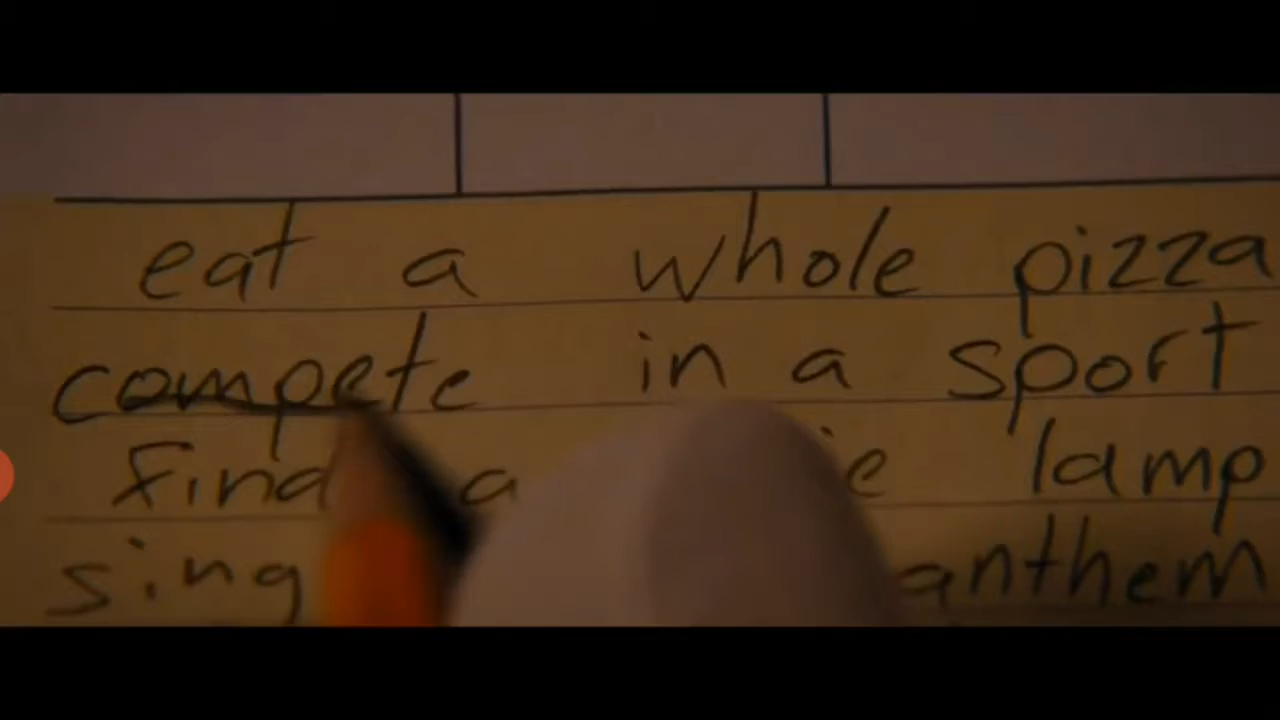 eat a whole pizza
compete in a sport
find a lamp
sing anthem